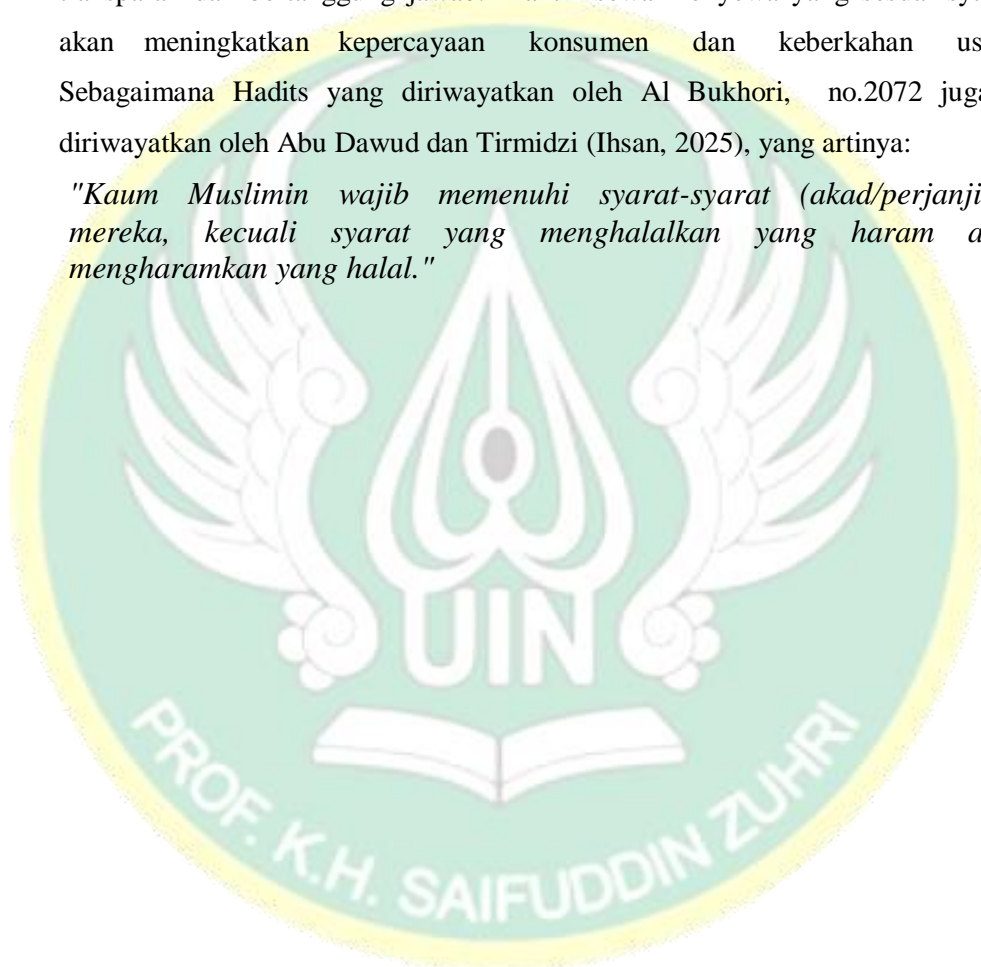 akan meningkatkan kepercayaan konsumen dan keberkahan us
Sebagaimana Hadits yang diriwayatkan oleh Al Bukhori, no.2072 juga
diriwayatkan oleh Abu Dawud dan Tirmidzi (Ihsan, 2025), yang artinya:
"Kaum Muslimin wajib memenuhi syarat-syarat (akad/perjanji
mereka, kecuali syarat yang menghalalkan yang haram a
mengharamkan yang halal."
UIN
PROF. K.H. SAIFUDDIN ZUHRI